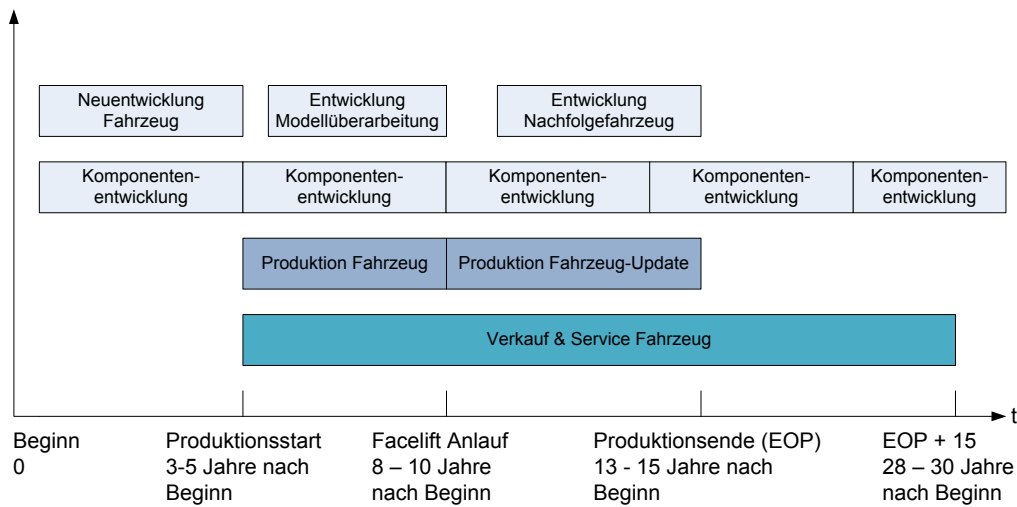 Neuentwicklung
Fahrzeug
Entwicklung
Modellüberarbeitung
Entwicklung
Nachfolgefahrzeug
Komponenten-
entwicklung
Komponenten-
entwicklung
Komponenten-
entwicklung
Komponenten-
entwicklung
Komponenten-
entwicklung
Produktion Fahrzeug
Produktion Fahrzeug-Update
Verkauf & Service Fahrzeug
t
Beginn
0
Produktionsstart
3-5 Jahre nach
Beginn
Facelift Anlauf
8 – 10 Jahre
nach Beginn
Produktionsende (EOP)
13 - 15 Jahre nach
Beginn
EOP + 15
28 – 30 Jahre
nach Beginn